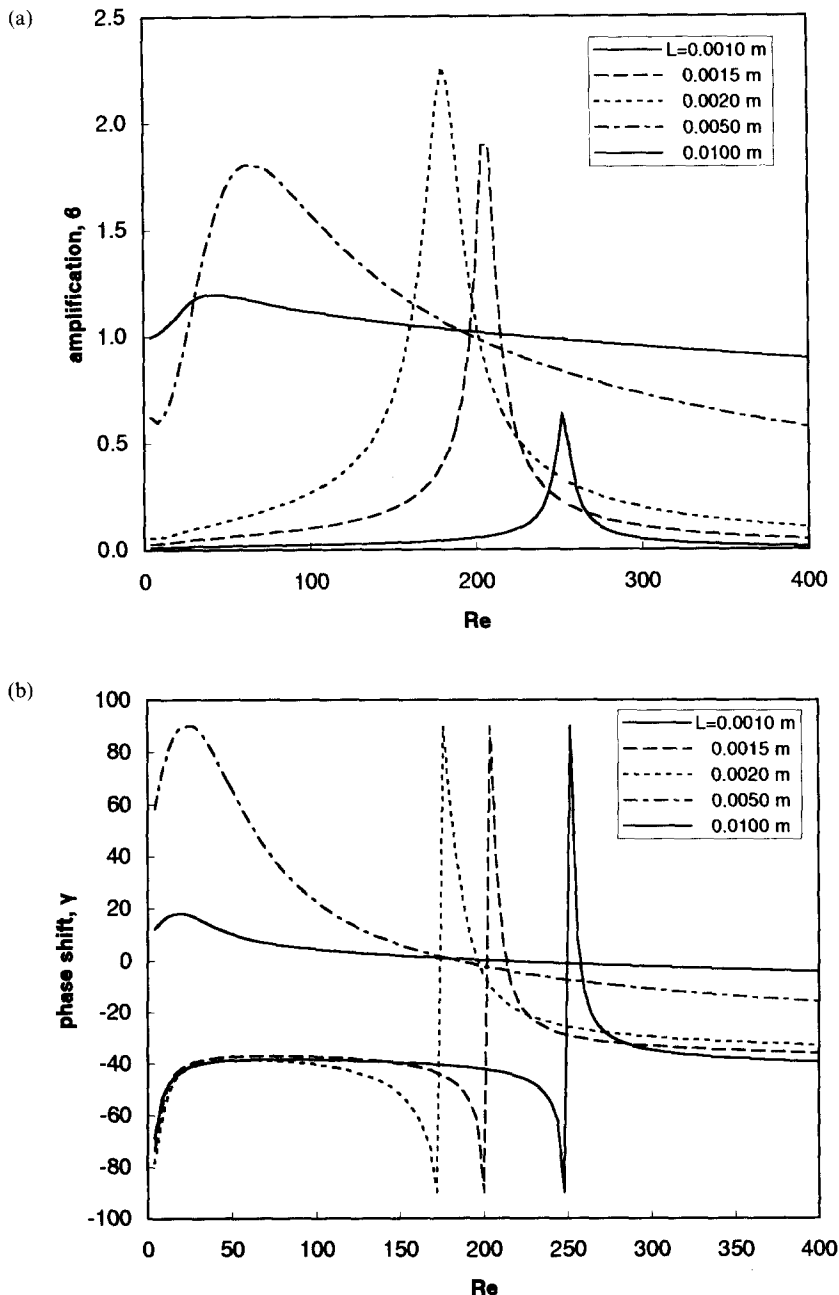 (a)
2.5
2.0
1.5
1.0
0.5
0.0
amplification, ϐ
0
100
200
300
400
Re
L=0.0010 m
0.0015 m
0.0020 m
0.0050 m
0.0100 m
(b)
100
80
60
40
20
0
-20
-40
-60
-80
-100
phase shift, γ
0
50
100
150
200
250
300
350
400
Re
L=0.0010 m
0.0015 m
0.0020 m
0.0050 m
0.0100 m